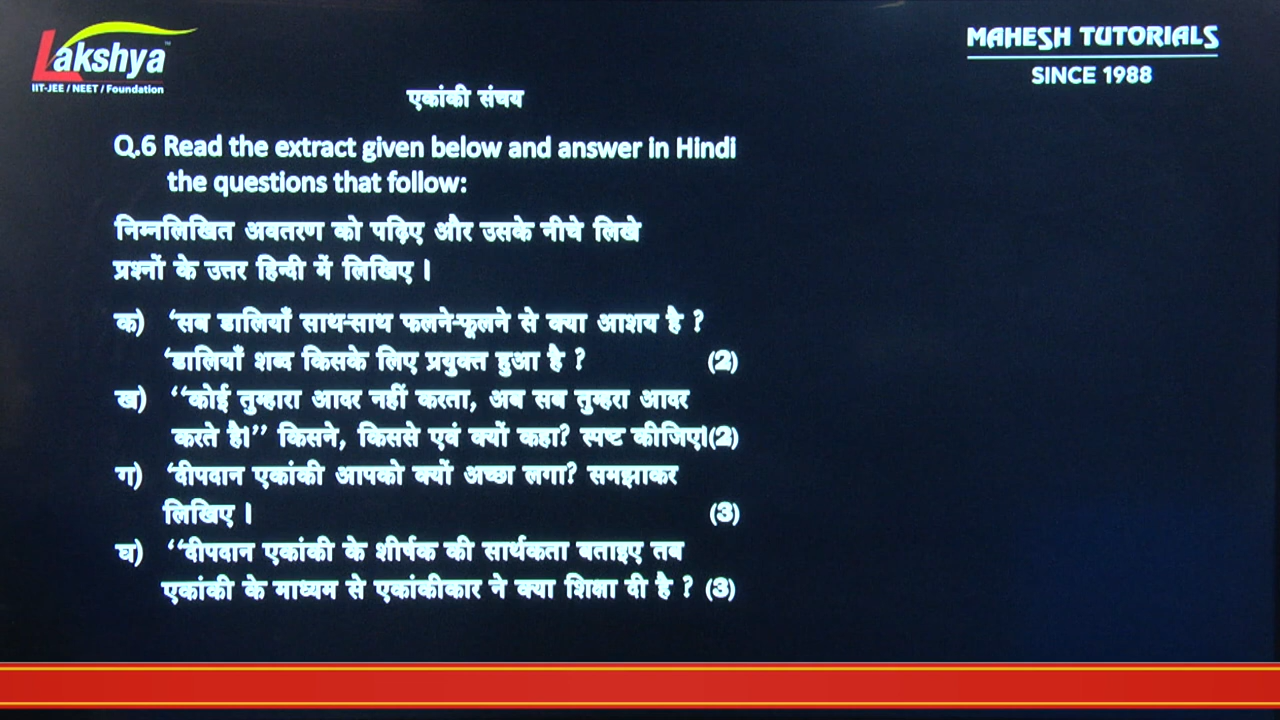 Lakshya™
IIT-JEE / NEET / Foundation
MAHESH TUTORIALS
SINCE 1988
एकांकी संचय
Q.6 Read the extract given below and answer in Hindi
the questions that follow:
निम्नलिखित अवतरण को पढ़िए और उसके नीचे लिखे
प्रश्नों के उत्तर हिन्दी में लिखिए ।
क) ‘सब डालियाँ साथ-साथ फलने-फूलने से क्या आशय है ?
‘डालियाँ शब्द किसके लिए प्रयुक्त हुआ है ? (2)
ख) ‘‘कोई तुम्हारा आदर नहीं करता, अब सब तुम्हरा आदर
करते है।’’ किसने, किससे एवं क्यों कहा? स्पष्ट कीजिए।(2)
ग) ‘दीपदान एकांकी आपको क्यों अच्छा लगा? समझाकर
लिखिए । (3)
घ) ‘‘दीपदान एकांकी के शीर्षक की सार्थकता बताइए तब
एकांकी के माध्यम से एकांकीकार ने क्या शिक्षा दी है ? (3)